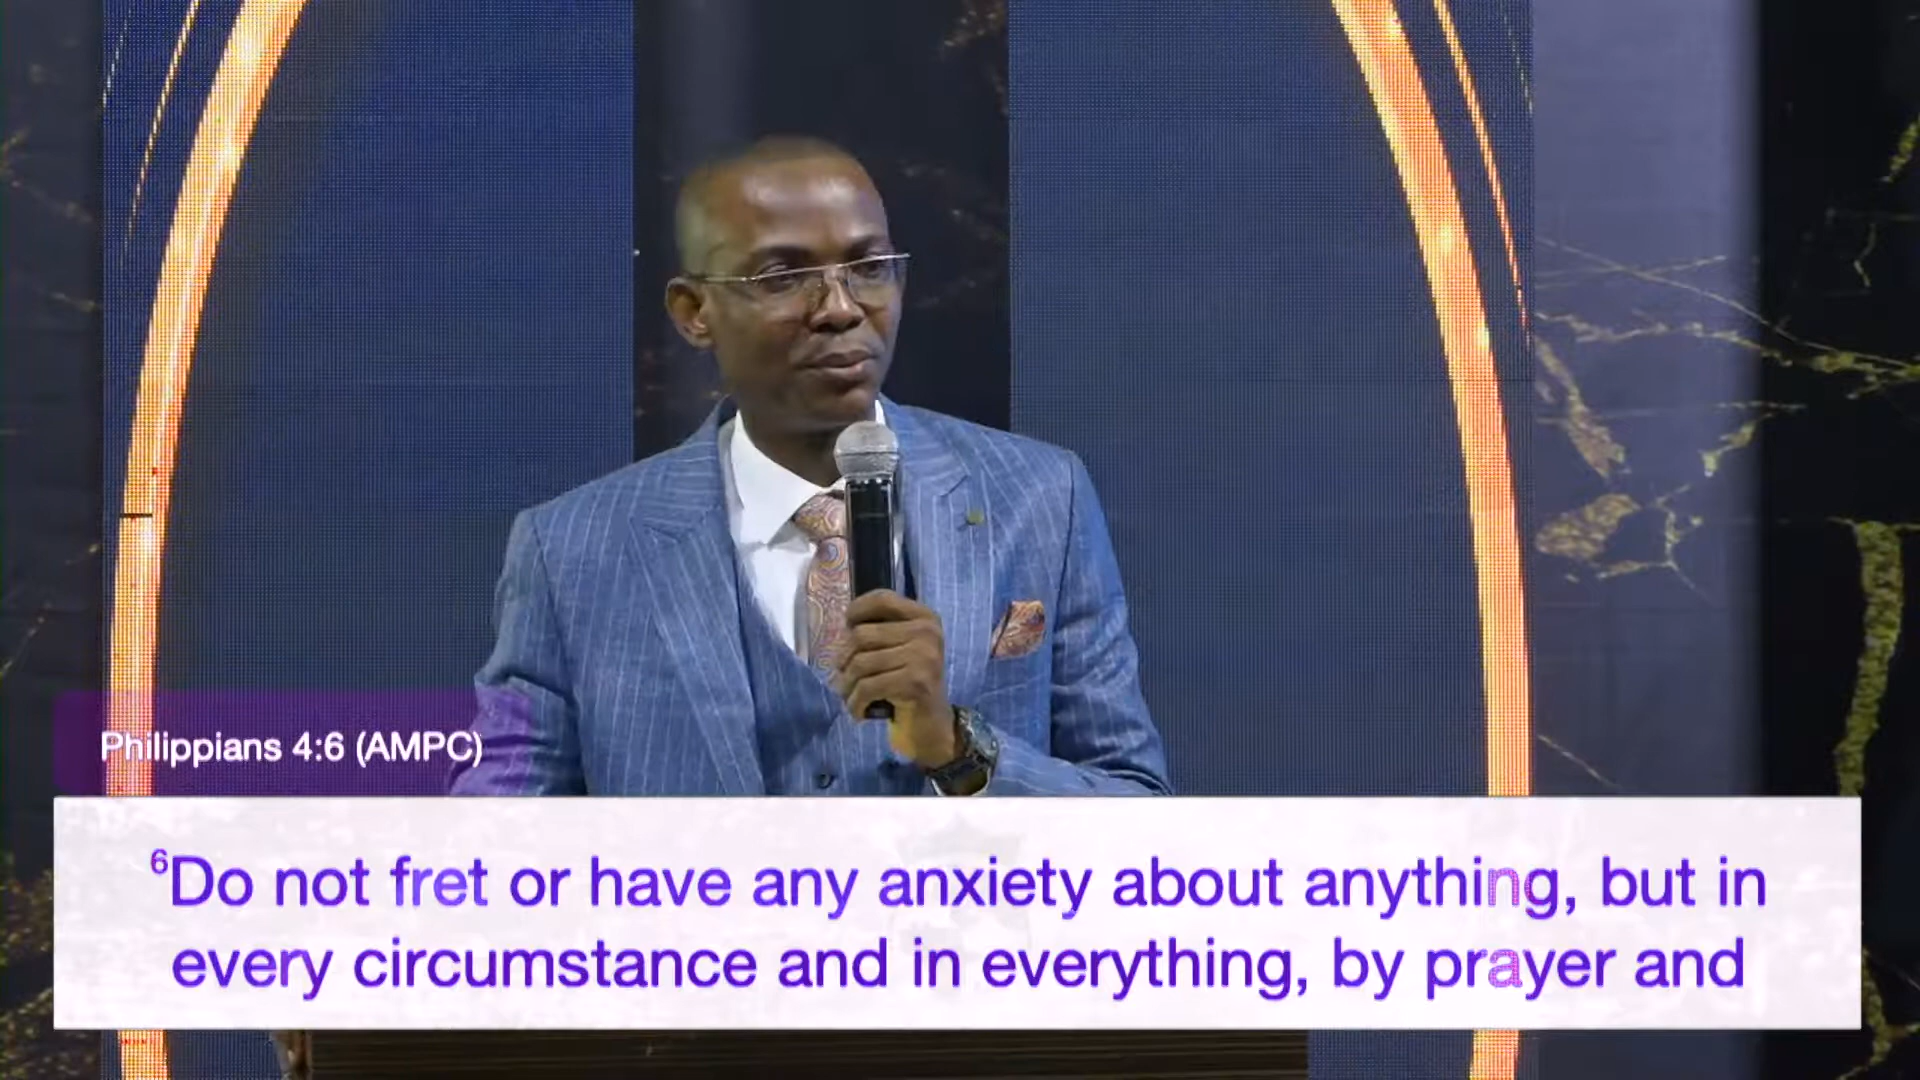 Philippians 4:6 (AMPC)
⁶Do not fret or have any anxiety about anything, but in
every circumstance and in everything, by prayer and